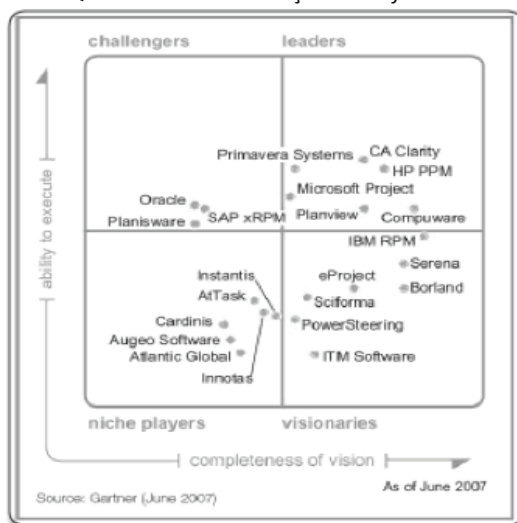 challengers
leaders
ability to execute
Primavera Systems
CA Clarity
HP PPM
Microsoft Project
Oracle
SAP xRPM
Planview
Compuware
Planisware
IBM RPM
Serena
Instantis
eProject
AtTask
Borland
Sciforma
Cardinis
PowerSteering
Augeo Software
Atlantic Global
ITM Software
Innotas
niche players
visionaries
completeness of vision
As of June 2007
Source: Gartner (June 2007)